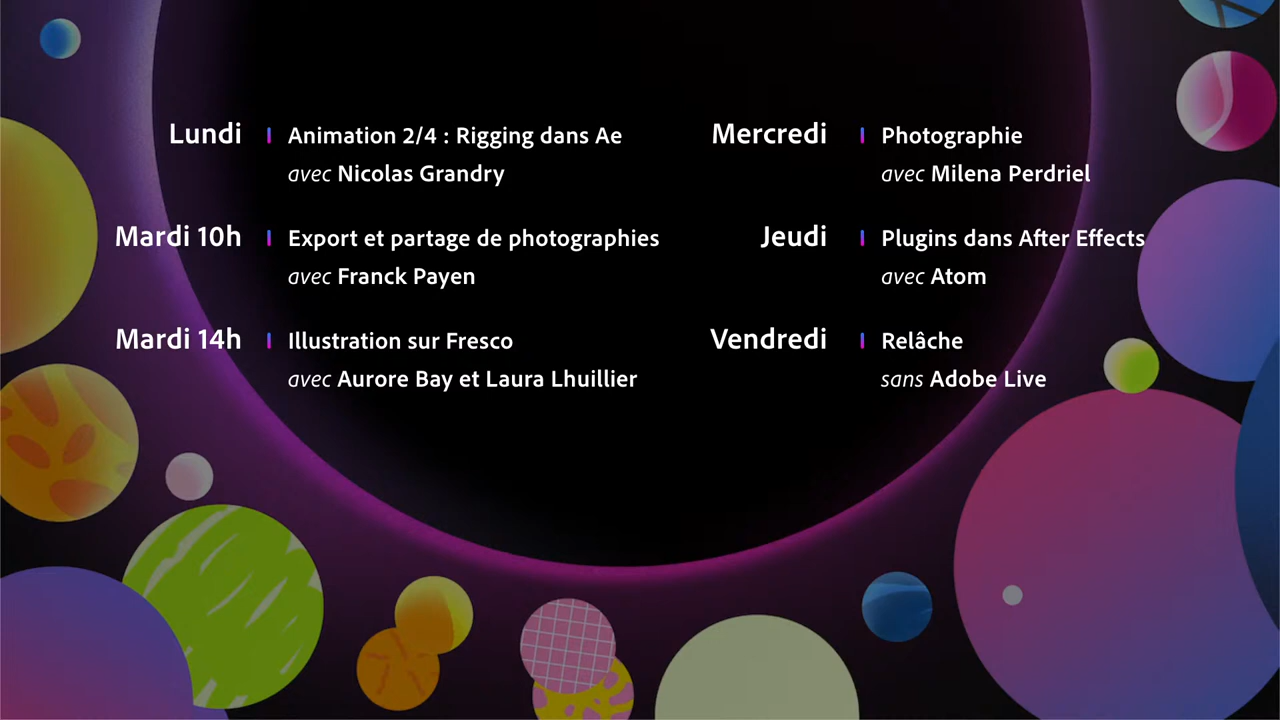 Lundi
Animation 2/4 : Rigging dans Ae
avec Nicolas Grandry
Mardi 10h
Export et partage de photographies
avec Franck Payen
Mardi 14h
Illustration sur Fresco
avec Aurore Bay et Laura Lhuillier
Mercredi
Photographie
avec Milena Perdriel
Jeudi
Plugins dans After Effects
avec Atom
Vendredi
Relâche
sans Adobe Live